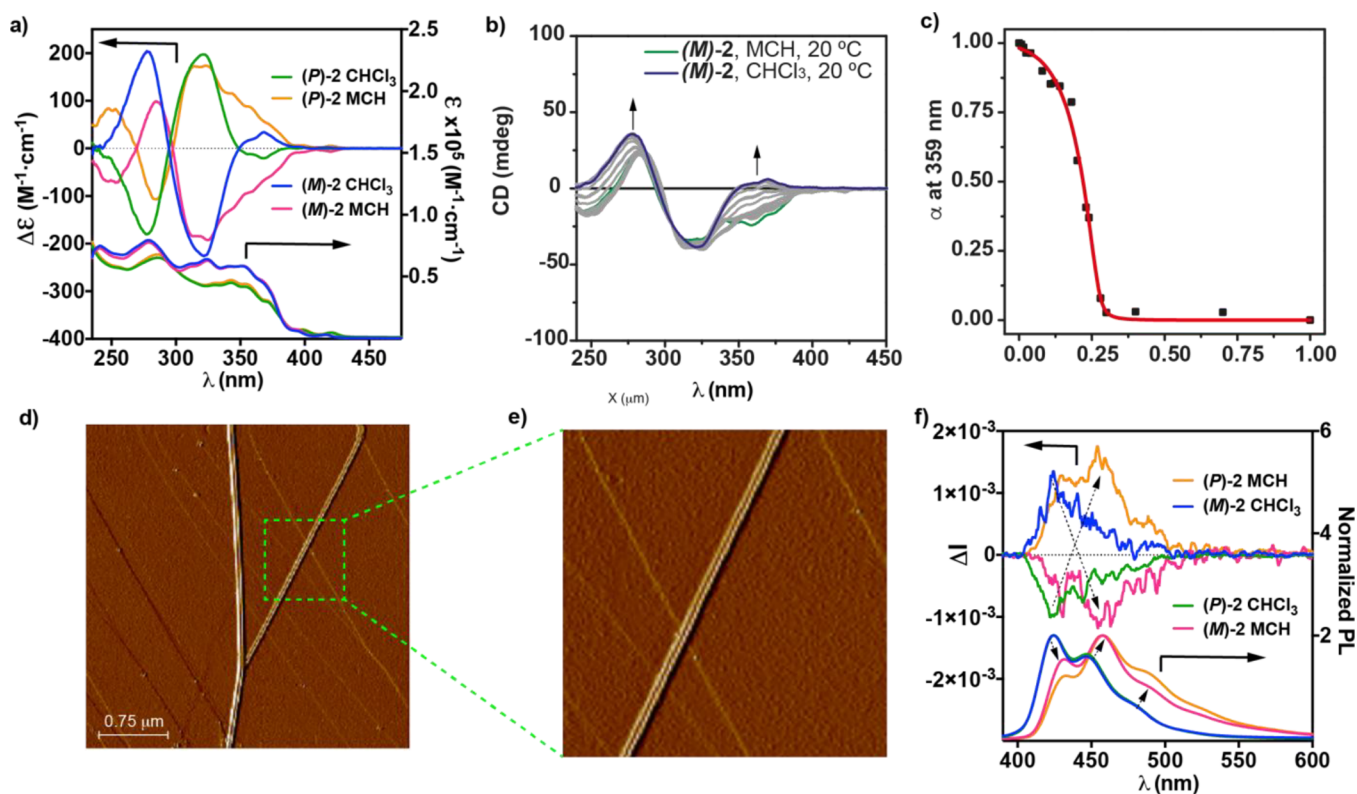 a)
Δε (M⁻¹·cm⁻¹)
200
100
0
-100
-200
-300
-400
2.5
2.0
1.5
1.0
0.5
ε x10⁵ (M⁻¹·cm⁻¹)
(P)-2 CHCl₃
(P)-2 MCH
(M)-2 CHCl₃
(M)-2 MCH
250 300 350 400 450
λ (nm)
b)
CD (mdeg)
100
50
0
-50
-100
(M)-2, MCH, 20 ºC
(M)-2, CHCl₃, 20 ºC
250 300 350 400 450
X (μm)
λ (nm)
c)
α at 359 nm
1.00
0.75
0.50
0.25
0.00
0.00 0.25 0.50 0.75 1.00
d)
0.75 μm
e)
f)
ΔI
2×10⁻³
1×10⁻³
0
-1×10⁻³
-2×10⁻³
6
4
2
Normalized PL
(P)-2 MCH
(M)-2 CHCl₃
(P)-2 CHCl₃
(M)-2 MCH
400 450 500 550 600
λ (nm)